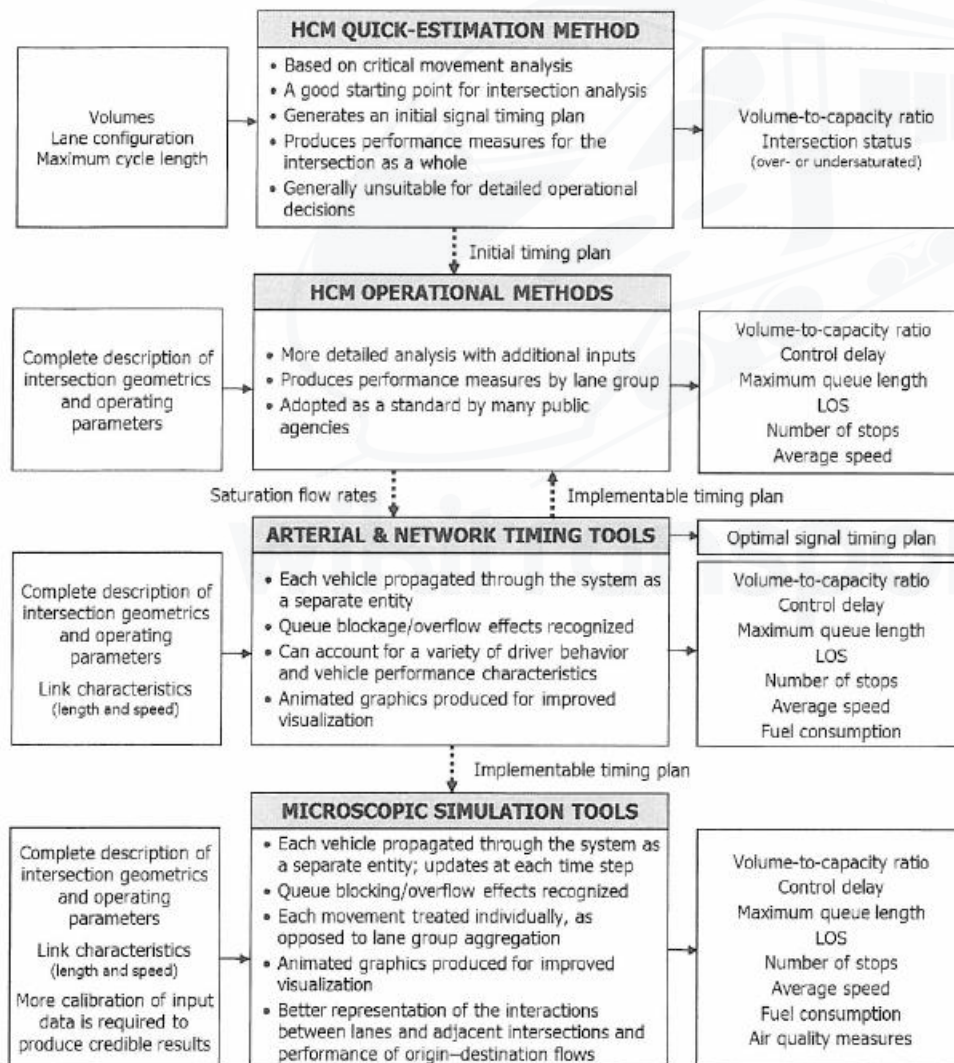 HCM QUICK-ESTIMATION METHOD
Volumes
Lane configuration
Maximum cycle length
• Based on critical movement analysis
• A good starting point for intersection analysis
• Generates an initial signal timing plan
• Produces performance measures for the
intersection as a whole
• Generally unsuitable for detailed operational
decisions
Volume-to-capacity ratio
Intersection status
(over- or undersaturated)
Initial timing plan
HCM OPERATIONAL METHODS
Complete description of
intersection geometrics
and operating
parameters
• More detailed analysis with additional inputs
• Produces performance measures by lane group
• Adopted as a standard by many public
agencies
Volume-to-capacity ratio
Control delay
Maximum queue length
LOS
Number of stops
Average speed
Saturation flow rates
Implementable timing plan
ARTERIAL & NETWORK TIMING TOOLS
Optimal signal timing plan
Complete description of
intersection geometrics
and operating
parameters
Link characteristics
(length and speed)
• Each vehicle propagated through the system as
a separate entity
• Queue blockage/overflow effects recognized
• Can account for a variety of driver behavior
and vehicle performance characteristics
• Animated graphics produced for improved
visualization
Volume-to-capacity ratio
Control delay
Maximum queue length
LOS
Number of stops
Average speed
Fuel consumption
Implementable timing plan
MICROSCOPIC SIMULATION TOOLS
Complete description of
intersection geometrics
and operating
parameters
Link characteristics
(length and speed)
More calibration of input
data is required to
produce credible results
• Each vehicle propagated through the system as
a separate entity; updates at each time step
• Queue blocking/overflow effects recognized
• Each movement treated individually, as
opposed to lane group aggregation
• Animated graphics produced for improved
visualization
• Better representation of the interactions
between lanes and adjacent intersections and
performance of origin–destination flows
Volume-to-capacity ratio
Control delay
Maximum queue length
LOS
Number of stops
Average speed
Fuel consumption
Air quality measures